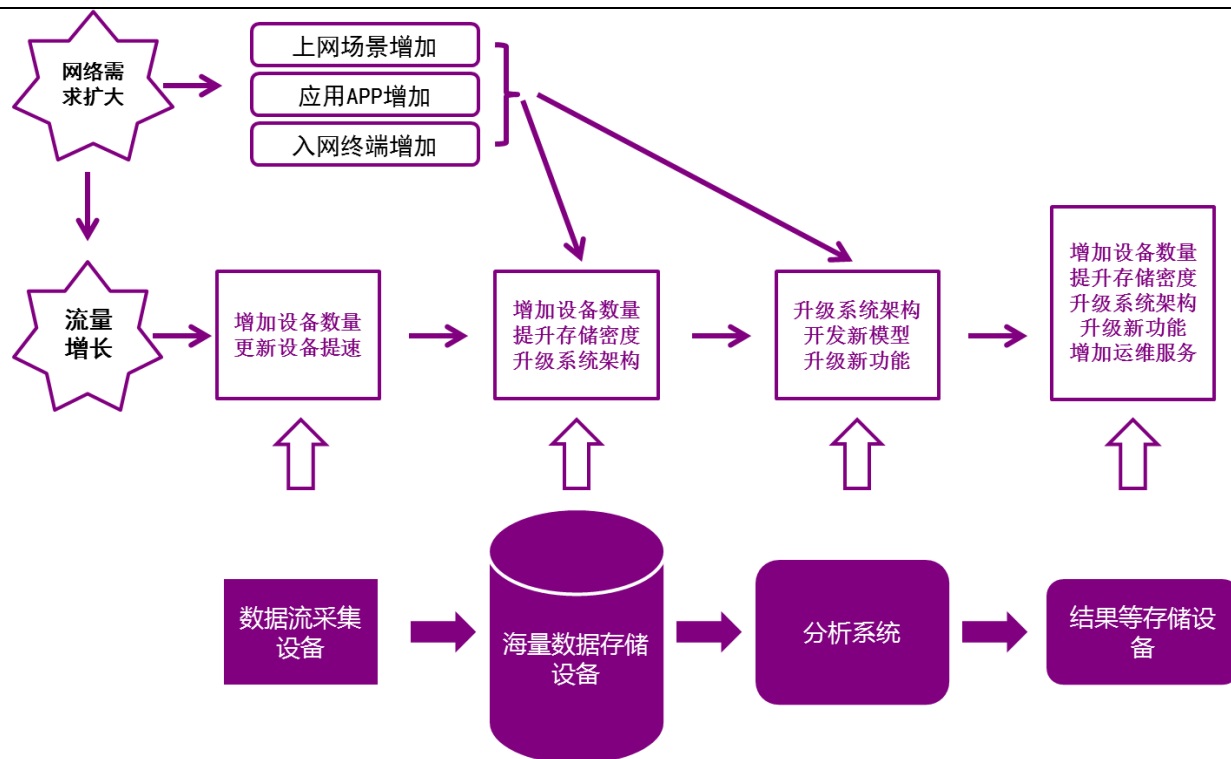 网络需
求扩大
上网场景增加
应用APP增加
入网终端增加
流量
增长
增加设备数量
更新设备提速
增加设备数量
提升存储密度
升级系统架构
升级系统架构
开发新模型
升级新功能
增加设备数量
提升存储密度
升级系统架构
升级新功能
增加运维服务
数据流采集
设备
海量数据存储
设备
分析系统
结果等存储设
备